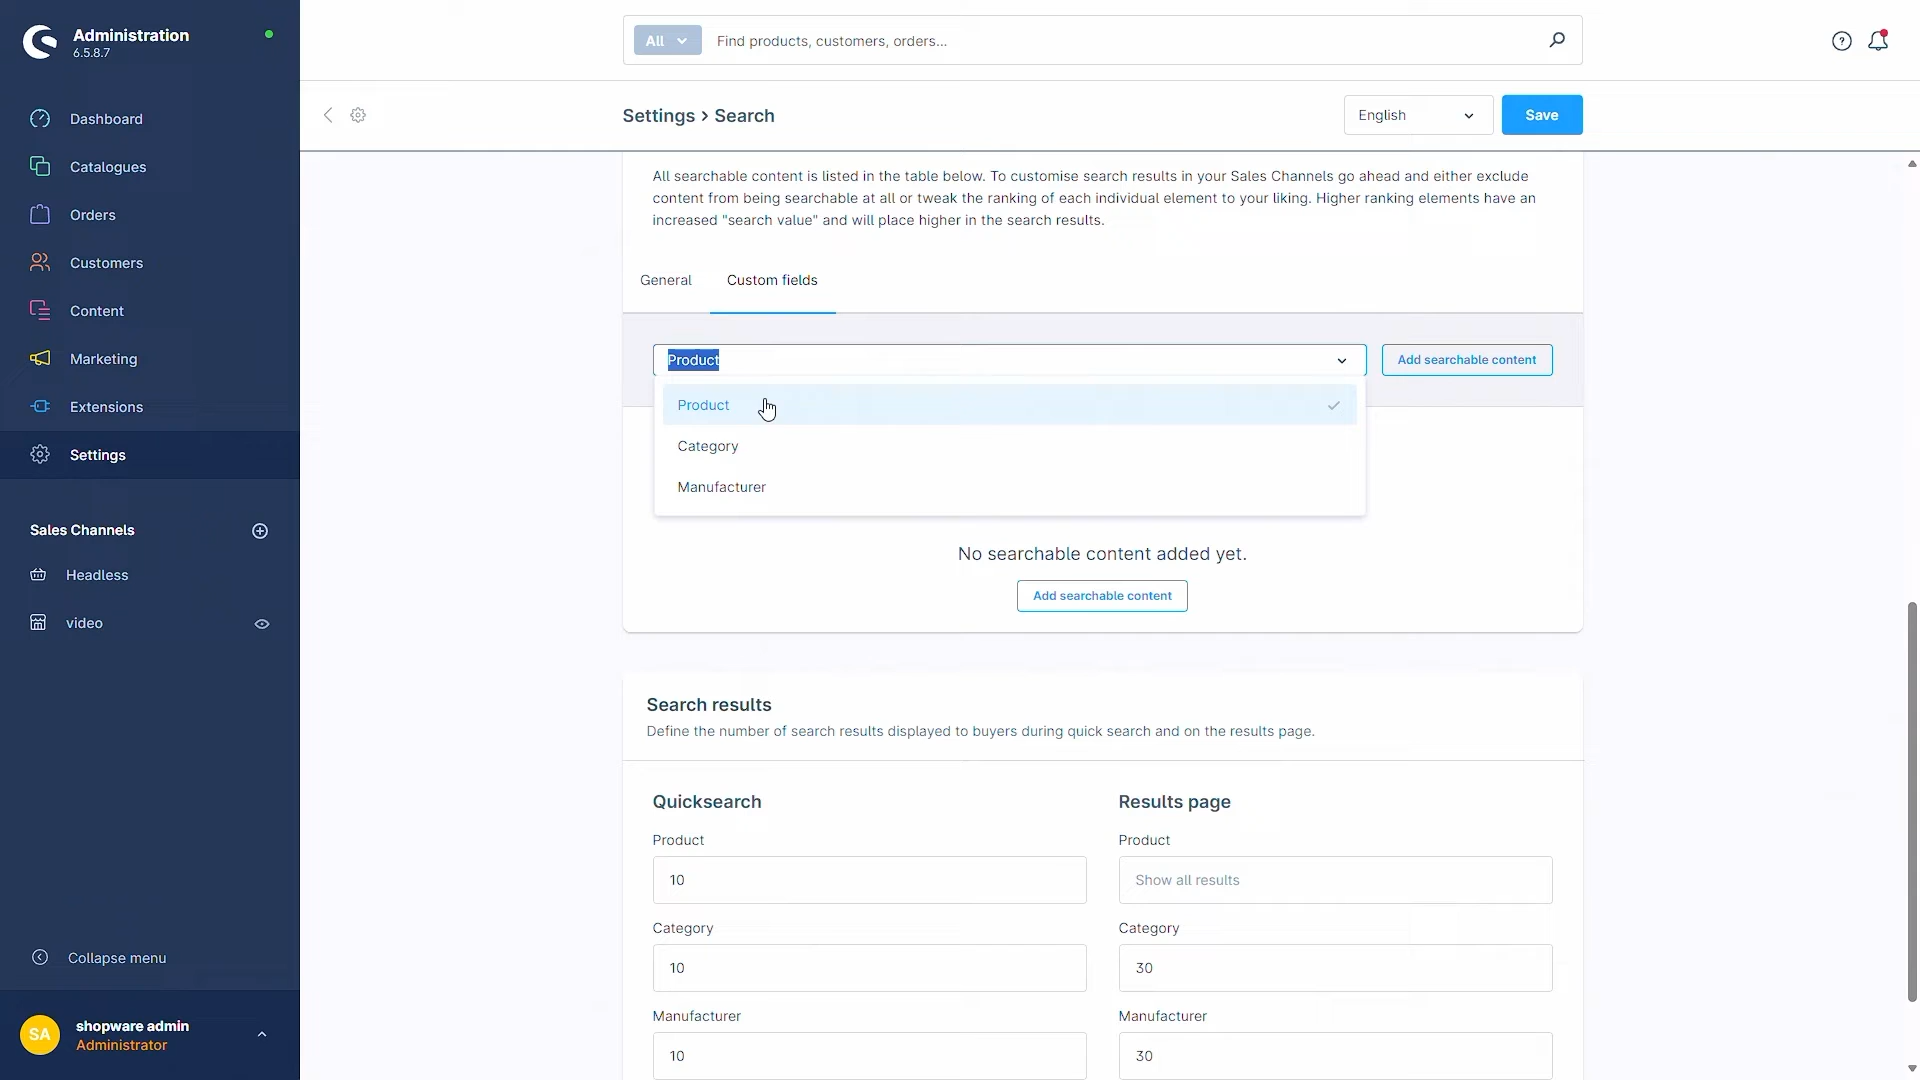 Administration
6.5.8.7
All
Find products, customers, orders...
Dashboard
Catalogues
Orders
Customers
Content
Marketing
Extensions
Settings
Sales Channels
Headless
video
Collapse menu
SA
shopware admin
Administrator
Settings > Search
English
Save
All searchable content is listed in the table below. To customise search results in your Sales Channels go ahead and either exclude
content from being searchable at all or tweak the ranking of each individual element to your liking. Higher ranking elements have an
increased "search value" and will place higher in the search results.
General Custom fields
Product
Add searchable content
Product
Category
Manufacturer
No searchable content added yet.
Add searchable content
Search results
Define the number of search results displayed to buyers during quick search and on the results page.
Quicksearch
Product
10
Category
10
Manufacturer
10
Results page
Product
Show all results
Category
30
Manufacturer
30